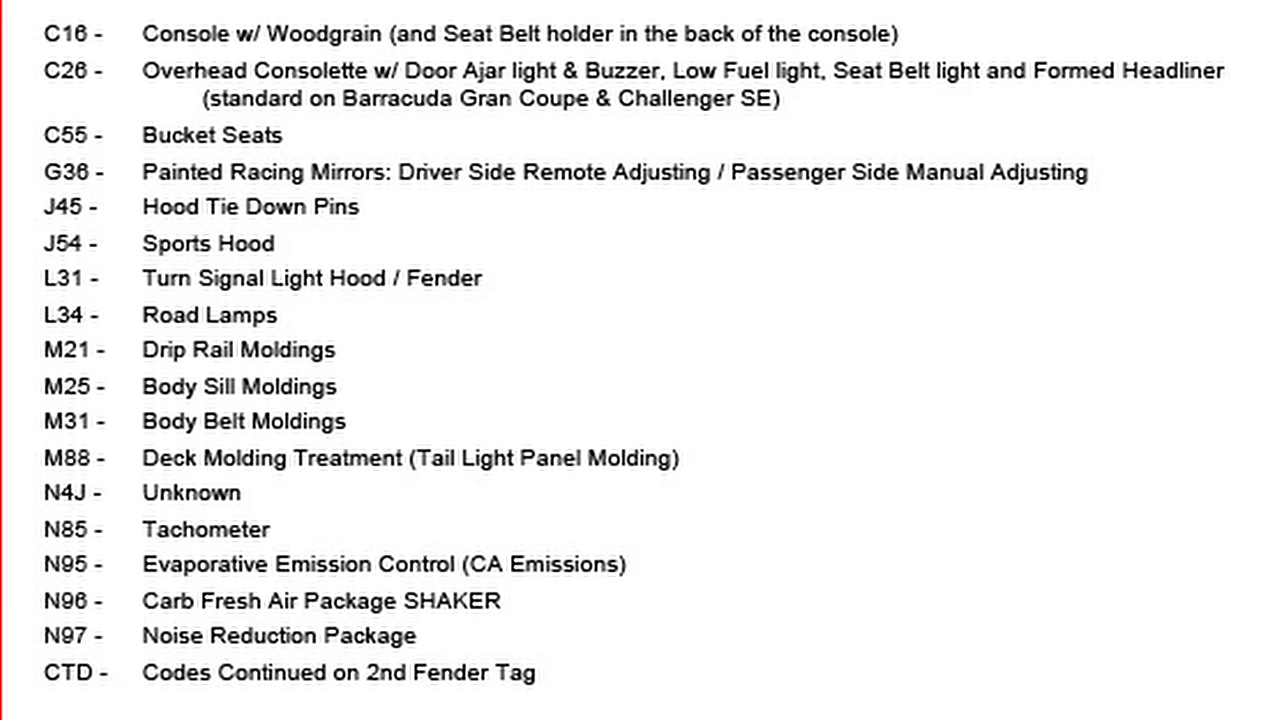 C16 - Console w/ Woodgrain (and Seat Belt holder in the back of the console)
C26 - Overhead Consolette w/ Door Ajar light & Buzzer, Low Fuel light, Seat Belt light and Formed Headliner
(standard on Barracuda Gran Coupe & Challenger SE)
C55 - Bucket Seats
G36 - Painted Racing Mirrors: Driver Side Remote Adjusting / Passenger Side Manual Adjusting
J45 - Hood Tie Down Pins
J54 - Sports Hood
L31 - Turn Signal Light Hood / Fender
L34 - Road Lamps
M21 - Drip Rail Moldings
M25 - Body Sill Moldings
M31 - Body Belt Moldings
M88 - Deck Molding Treatment (Tail Light Panel Molding)
N4J - Unknown
N85 - Tachometer
N95 - Evaporative Emission Control (CA Emissions)
N96 - Carb Fresh Air Package SHAKER
N97 - Noise Reduction Package
CTD - Codes Continued on 2nd Fender Tag